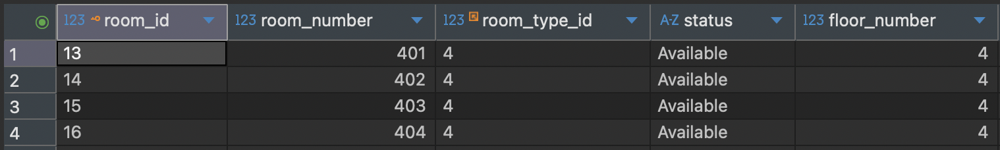 123 room_id 123 room_number 123 room_type_id A-Z status 123 floor_number
1 13 401 4 Available 4
2 14 402 4 Available 4
3 15 403 4 Available 4
4 16 404 4 Available 4